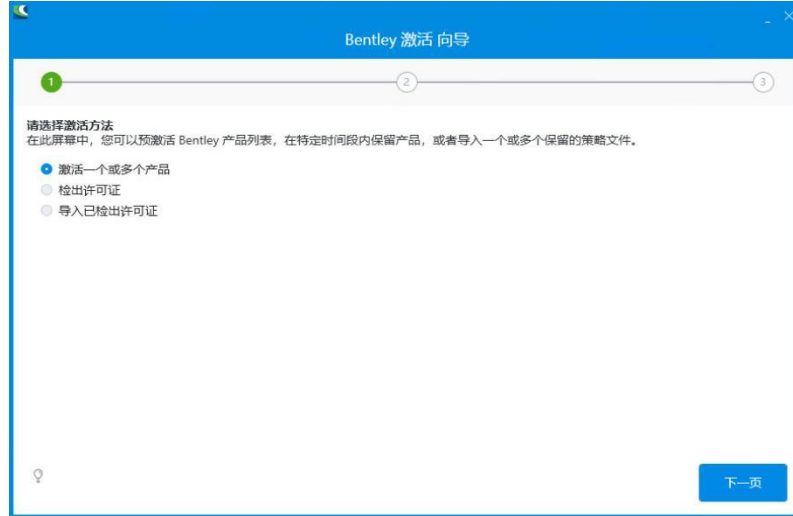 Bentley 激活 向导
1
2
3
请选择激活方法
在此屏幕中，您可以预激活 Bentley 产品列表，在特定时间段内保留产品，或者导入一个或多个保留的策略文件。
激活一个或多个产品
检出许可证
导入已检出许可证
下一页